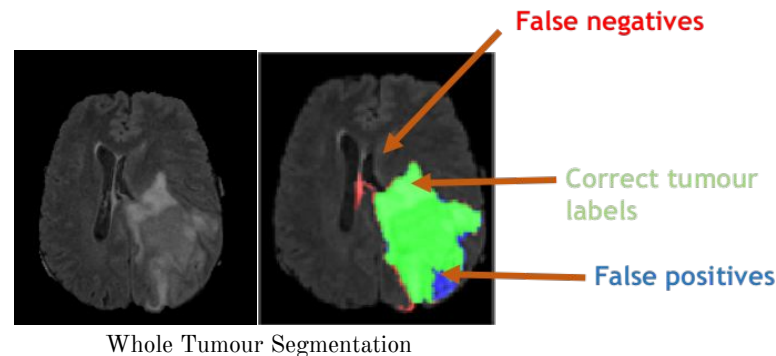 False negatives
Correct tumour
labels
False positives
Whole Tumour Segmentation